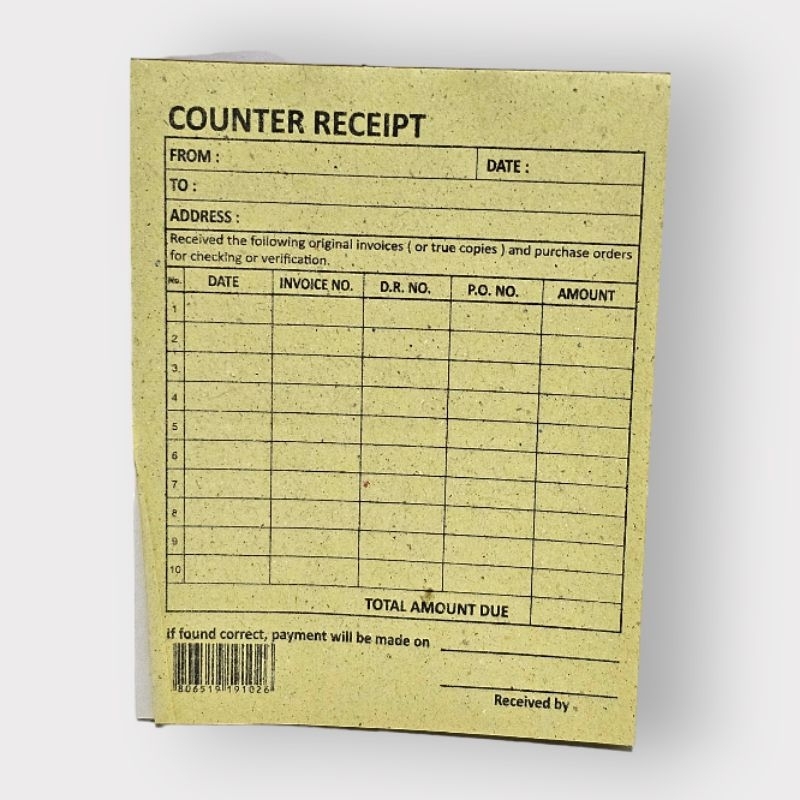 COUNTER RECEIPT
FROM :
DATE :
TO :
ADDRESS :
Received the following original invoices ( or true copies ) and purchase orders
for checking or verification.
No. DATE INVOICE NO. D.R. NO. P.O. NO. AMOUNT
1
2
3
4
5
6
7
8
9
10
TOTAL AMOUNT DUE
If found correct, payment will be made on
806519 191026
Received by